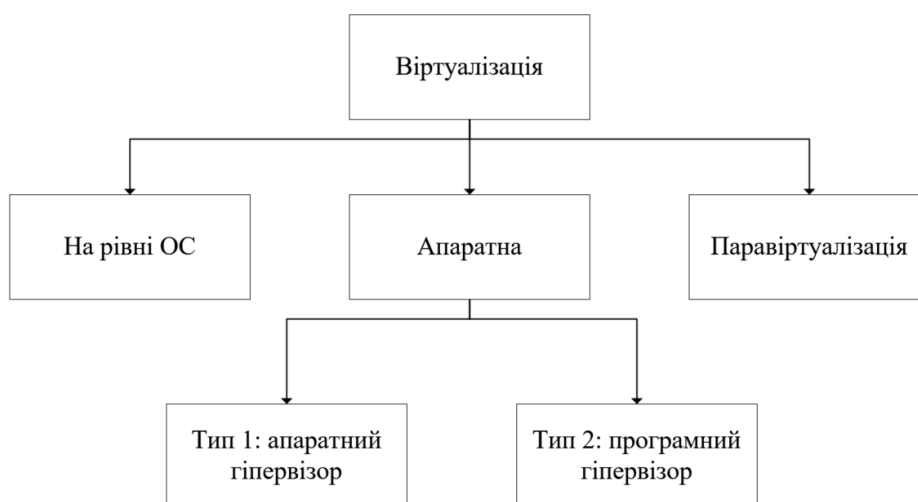 Віртуалізація
На рівні ОС
Апаратна
Паравіртуалізація
Тип 1: апаратний
гіпервізор
Тип 2: програмний
гіпервізор